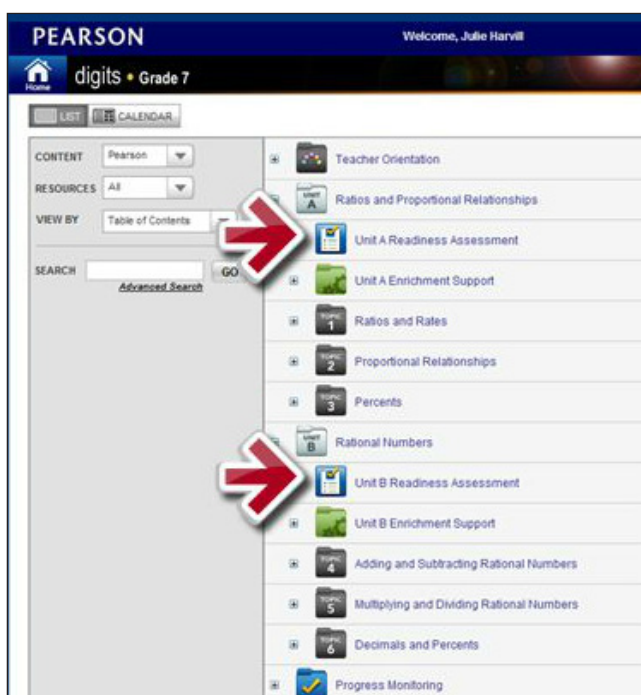 PEARSON
Welcome, Julie Harvill
Home
digits • Grade 7
LIST
CALENDAR
CONTENT
Pearson
RESOURCES
All
VIEW BY
Table of Contents
SEARCH
GO
Advanced Search
Teacher Orientation
UNIT A
Ratios and Proportional Relationships
Unit A Readiness Assessment
Unit A Enrichment Support
TOPIC 1
Ratios and Rates
TOPIC 2
Proportional Relationships
TOPIC 3
Percents
UNIT B
Rational Numbers
Unit B Readiness Assessment
Unit B Enrichment Support
TOPIC 4
Adding and Subtracting Rational Numbers
TOPIC 5
Multiplying and Dividing Rational Numbers
TOPIC 6
Decimals and Percents
Progress Monitoring